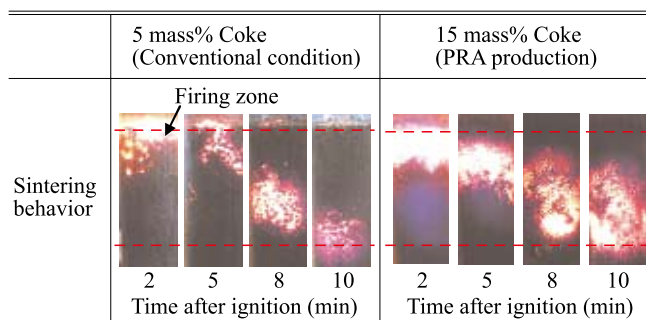 5 mass% Coke
(Conventional condition)
15 mass% Coke
(PRA production)
Firing zone
Sintering
behavior
2 5 8 10
Time after ignition (min)
2 5 8 10
Time after ignition (min)